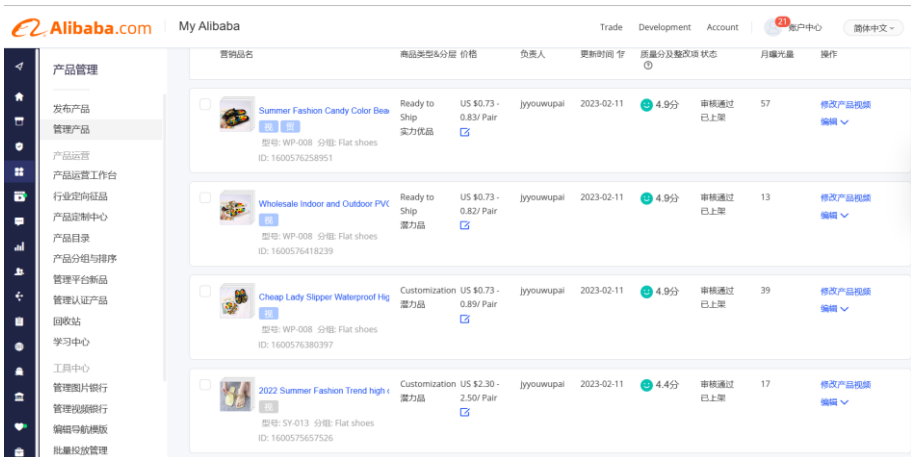 Alibaba.com
My Alibaba
Trade
Development
Account
21
账户中心
简体中文
产品管理
发布产品
管理产品
产品运营
产品运营工作台
行业定向征品
产品定制中心
产品目录
产品分组与排序
管理平台新品
管理认证产品
回收站
学习中心
工具中心
管理图片银行
管理视频银行
编辑导航模版
批量投放管理
营销品名
商品类型&分层 价格
负责人
更新时间
质量分及整改项 状态
月曝光量
操作
Summer Fashion Candy Color Bea
视 贸
型号: WP-008 分组: Flat shoes
ID: 1600576258951
Ready to
Ship
实力优品
US $0.73 -
0.83/ Pair
jyyouwupai
2023-02-11
4.9分
审核通过
已上架
57
修改产品视频
编辑
Wholesale Indoor and Outdoor PVC
视
型号: WP-008 分组: Flat shoes
ID: 1600576418239
Ready to
Ship
潜力品
US $0.73 -
0.82/ Pair
jyyouwupai
2023-02-11
4.9分
审核通过
已上架
13
修改产品视频
编辑
Cheap Lady Slipper Waterproof Hig
视
型号: WP-008 分组: Flat shoes
ID: 1600576380397
Customization
潜力品
US $0.73 -
0.89/ Pair
jyyouwupai
2023-02-11
4.9分
审核通过
已上架
39
修改产品视频
编辑
2022 Summer Fashion Trend high
视
型号: SY-013 分组: Flat shoes
ID: 1600575657526
Customization
潜力品
US $2.30 -
2.50/ Pair
jyyouwupai
2023-02-11
4.4分
审核通过
已上架
17
修改产品视频
编辑